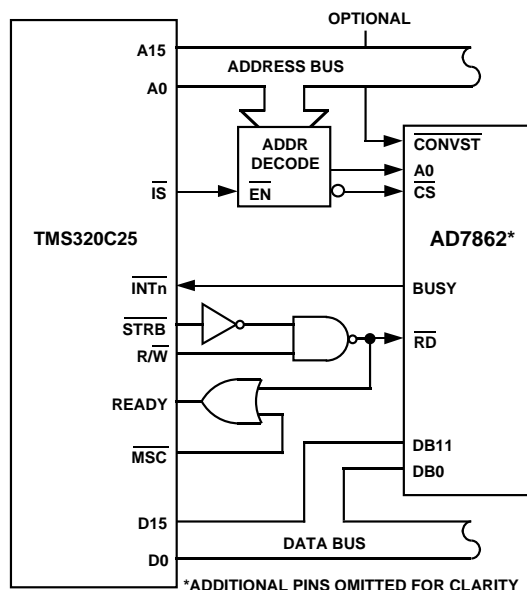 OPTIONAL
A15
ADDRESS BUS
A0
ADDR
DECODE
CONVST
A0
IS
EN
CS
TMS320C25
AD7862*
INTn
BUSY
STRB
R/W
RD
READY
MSC
DB11
DB0
D15
DATA BUS
D0
*ADDITIONAL PINS OMITTED FOR CLARITY